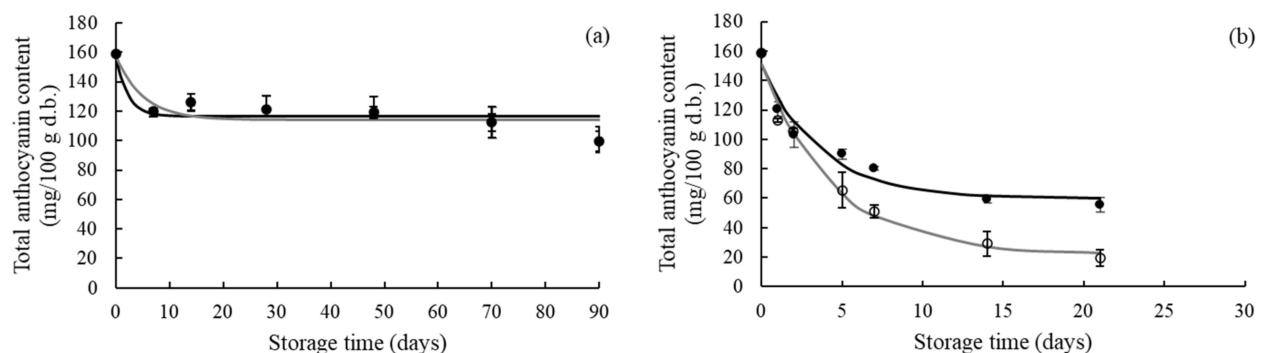 (a)
Total anthocyanin content
(mg/100 g d.b.)
180
160
140
120
100
80
60
40
20
0
0 10 20 30 40 50 60 70 80 90
Storage time (days)
(b)
Total anthocyanin content
(mg/100 g d.b.)
180
160
140
120
100
80
60
40
20
0
0 5 10 15 20 25 30
Storage time (days)